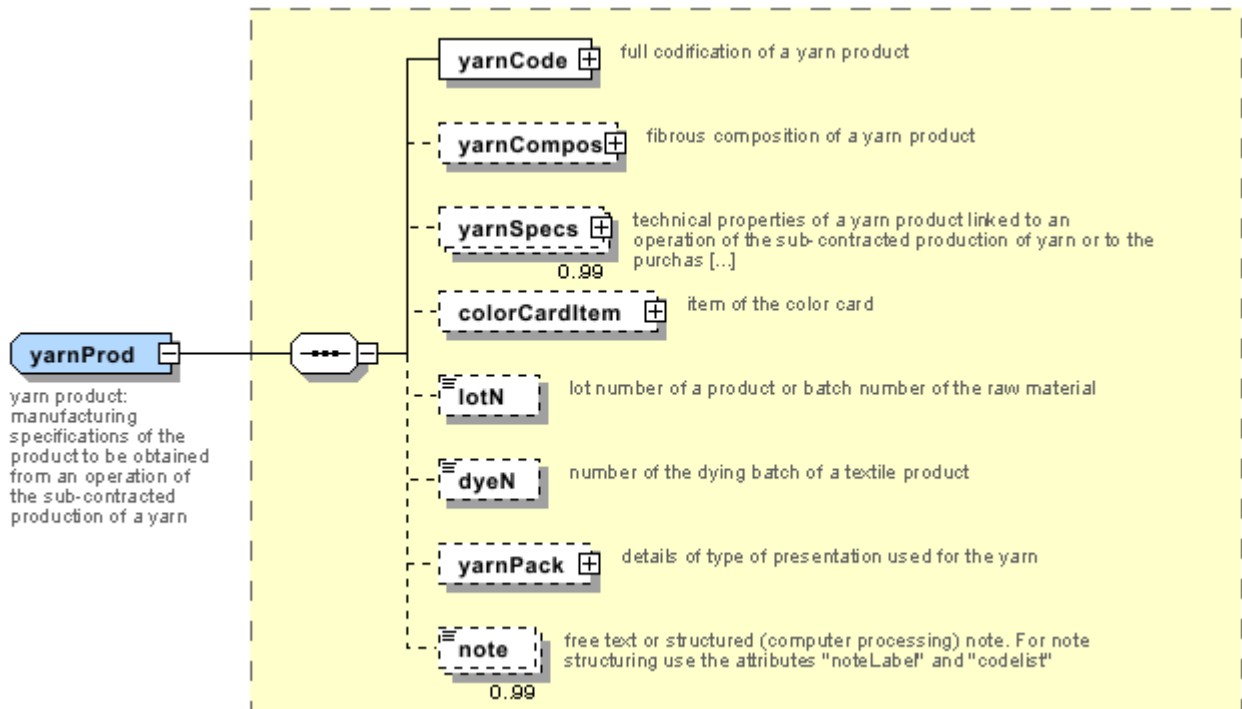 yarnCode
full codification of a yarn product
yarnCompos
fibrous composition of a yarn product
yarnSpecs
technical properties of a yarn product linked to an
operation of the sub-contracted production of yarn or to the
purchas [...]
0..99
colorCardItem
item of the color card
yarnProd
yarn product:
manufacturing
specifications of the
product to be obtained
from an operation of
the sub-contracted
production of a yarn
lotN
lot number of a product or batch number of the raw material
dyeN
number of the dying batch of a textile product
yarnPack
details of type of presentation used for the yarn
note
free text or structured (computer processing) note. For note
structuring use the attributes "noteLabel" and "codelist"
0..99